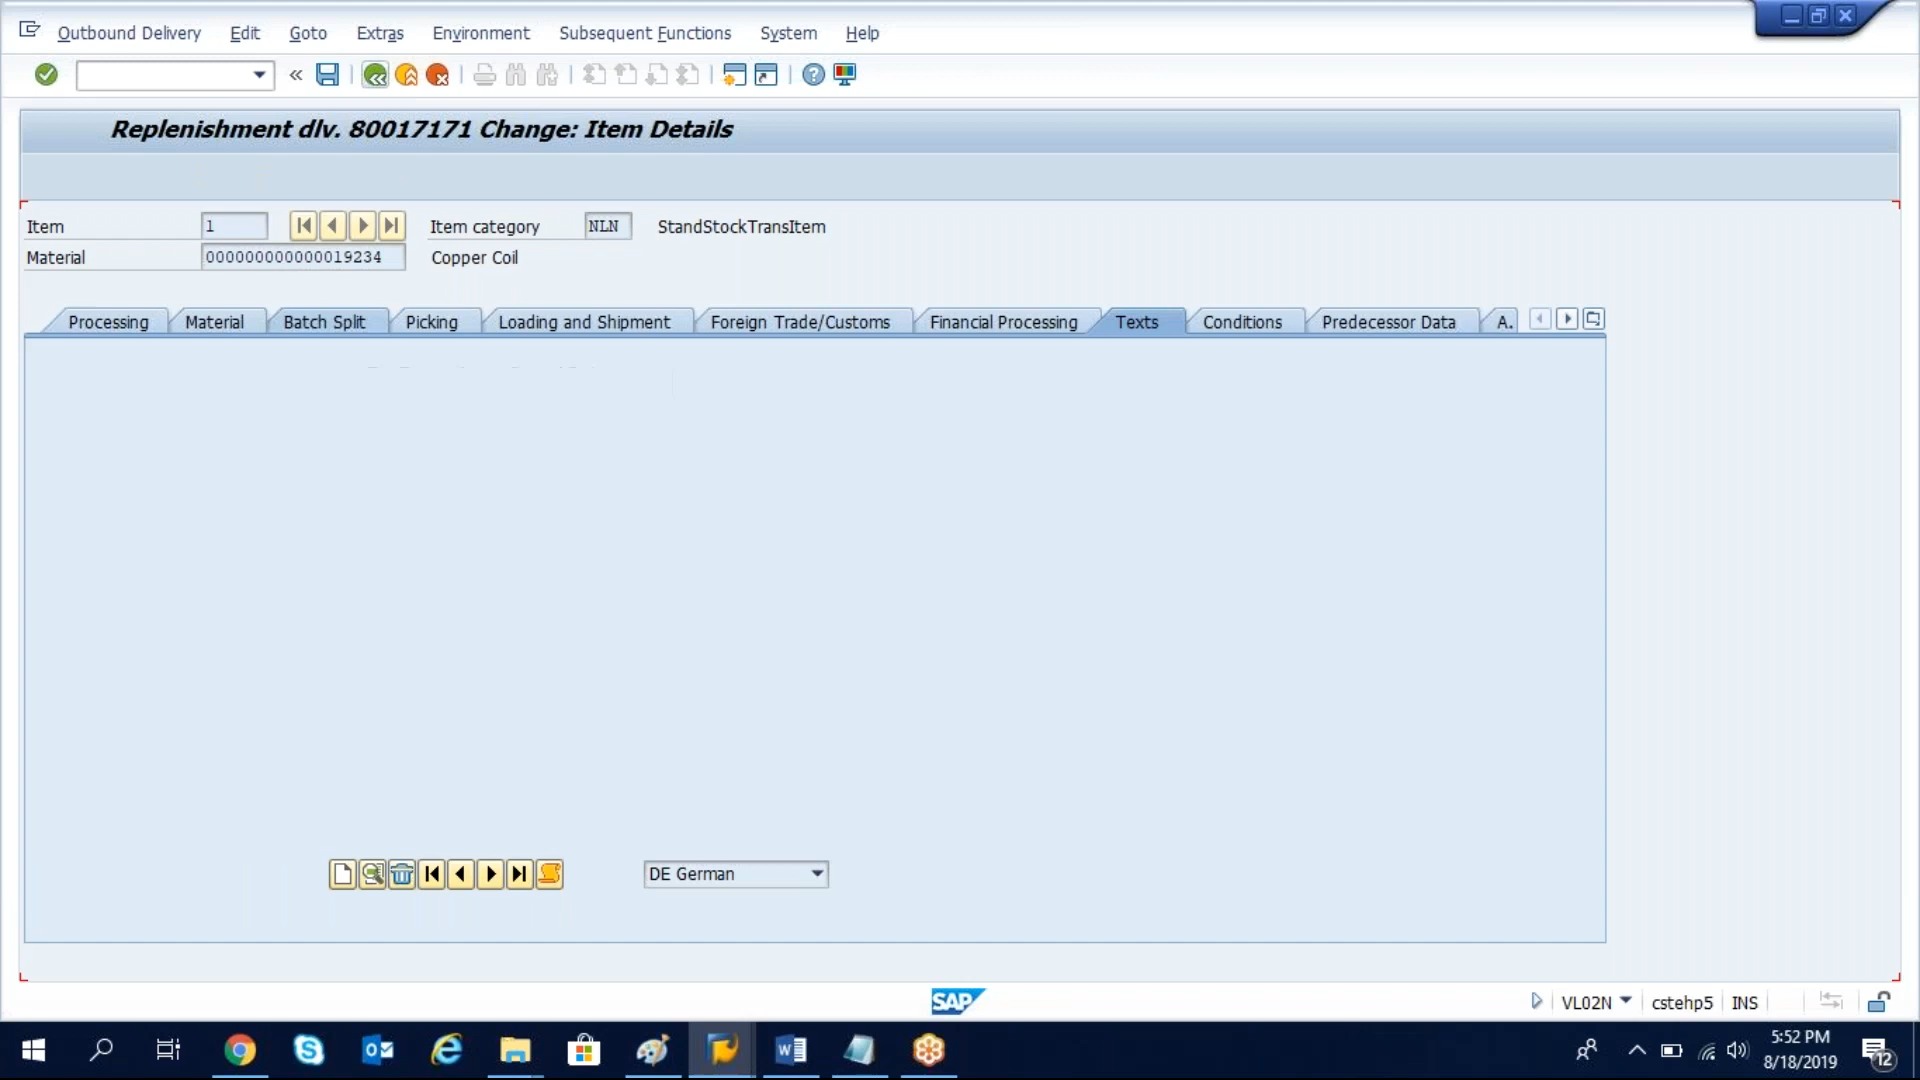 Outbound Delivery Edit Goto Extras Environment Subsequent Functions System Help
Replenishment dlv. 80017171 Change: Item Details
Item 1 Item category NLN StandStockTransItem
Material 000000000000019234 Copper Coil
Processing Material Batch Split Picking Loading and Shipment Foreign Trade/Customs Financial Processing Texts Conditions Predecessor Data A.
DE German
SAP
VL02N cstehp5 INS
5:52 PM
8/18/2019
12